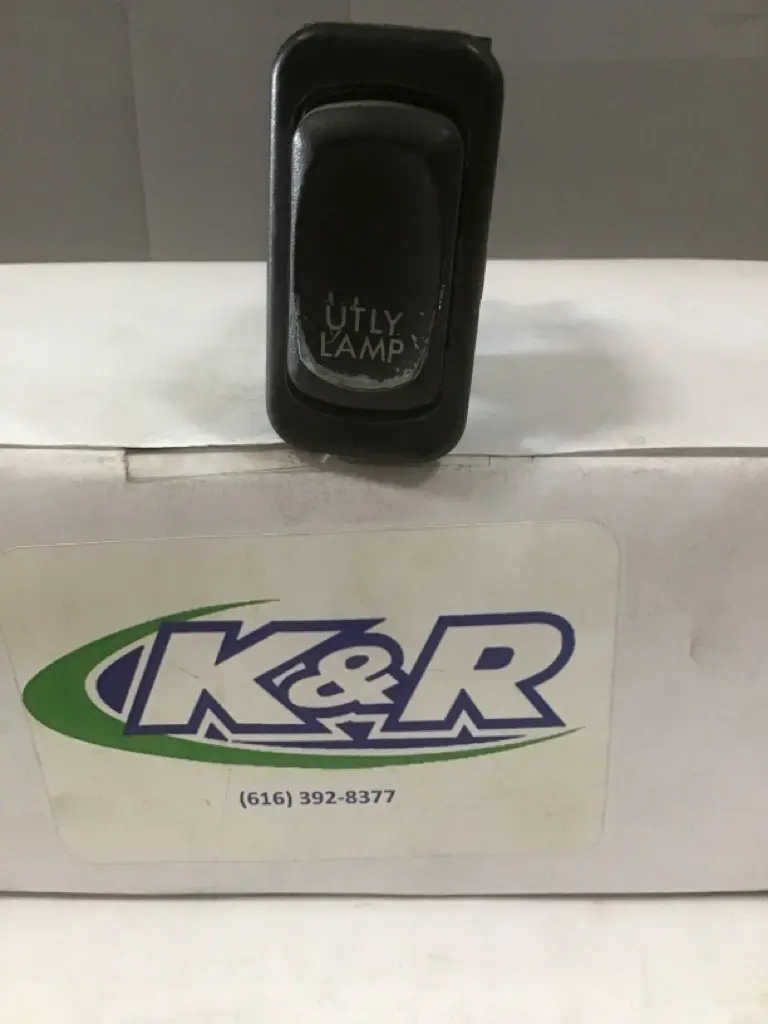 UTLY
LAMP
K&R
(616) 392-8377